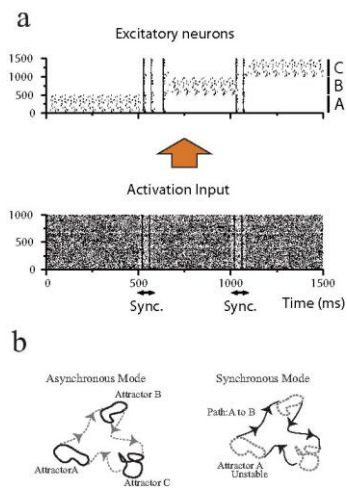 a
Excitatory neurons
1500
1000
500
0
C
B
A
Activation Input
1000
500
0
0 500 1000 1500
Sync. Sync. Time (ms)
b
Asynchronous Mode
Synchronous Mode
Attractor B
Attractor A
Attractor C
Path:A to B
Attractor A
Unstable